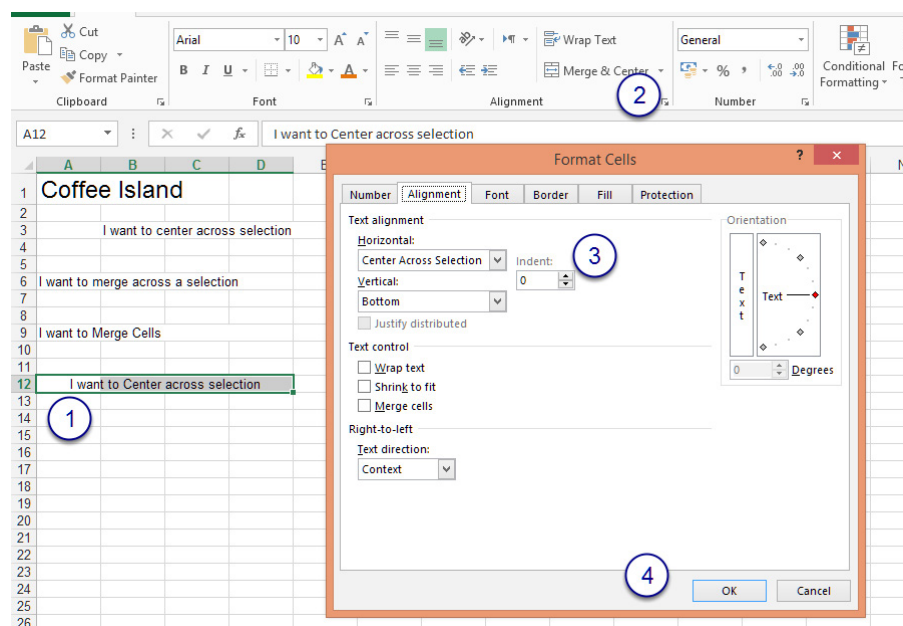 Cut
Copy
Paste
Format Painter
Clipboard
Arial
10
A A
B I U
A
Font
Wrap Text
Merge & Center
Alignment
2
General
% ,
.00 .0
Number
Conditional Fo
Formatting
A12
fx
I want to Center across selection
A B C D E
N
1 Coffee Island
2
3 I want to center across selection
4
5
6 I want to merge across a selection
7
8
9 I want to Merge Cells
10
11
12 I want to Center across selection
13
14 1
15
16
17
18
19
20
21
22
23
24
25
26
Format Cells
?
Number Alignment Font Border Fill Protection
Text alignment
Horizontal:
Center Across Selection
Indent:
3
Vertical:
0
Bottom
Justify distributed
Text control
Wrap text
Shrink to fit
Merge cells
Right-to-left
Text direction:
Context
Orientation
Text
Text
0 Degrees
4
OK Cancel